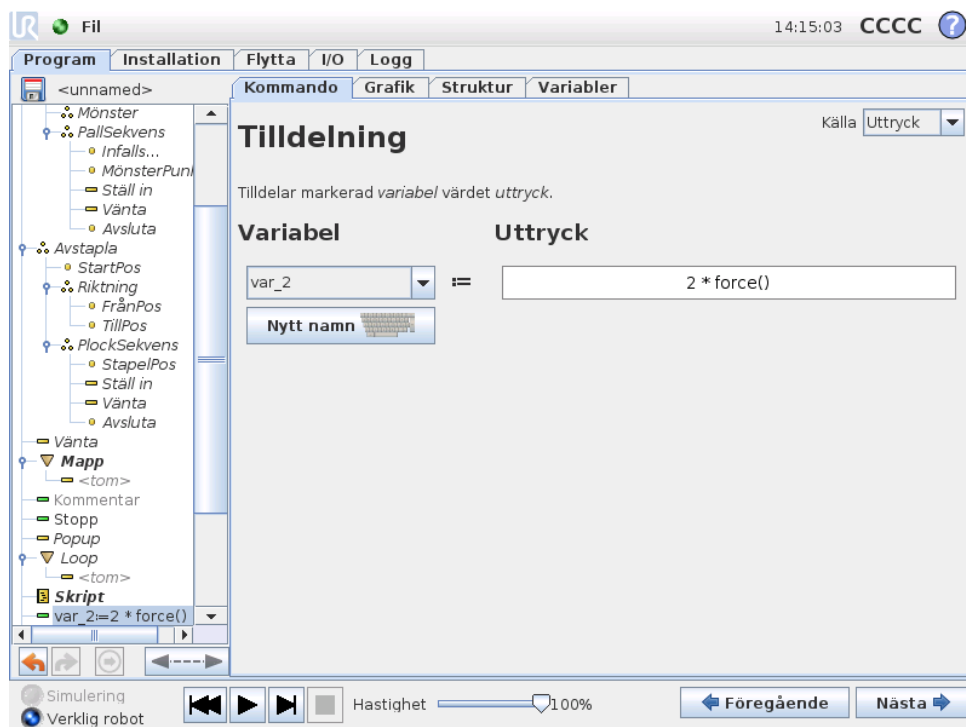 UR Fil 14:15:03 CCCC ?
Program Installation Flytta I/O Logg
<unnamed>
Mönster
PallSekvens
Infalls...
MönsterPunk
Ställ in
Vänta
Avsluta
Avstapla
StartPos
Riktning
FrånPos
TillPos
PlockSekvens
StapelPos
Ställ in
Vänta
Avsluta
Vänta
Mapp
<tom>
Kommentar
Stopp
Popup
Loop
<tom>
Skript
var_2:=2 * force()
Kommando Grafik Struktur Variabler
Tilldelning
Källa Uttryck
Tilldelar markerad variabel värdet uttryck.
Variabel Uttryck
var_2 := 2 * force()
Nytt namn
Simulering
Verklig robot
Hastighet 100%
Föregående Nästa